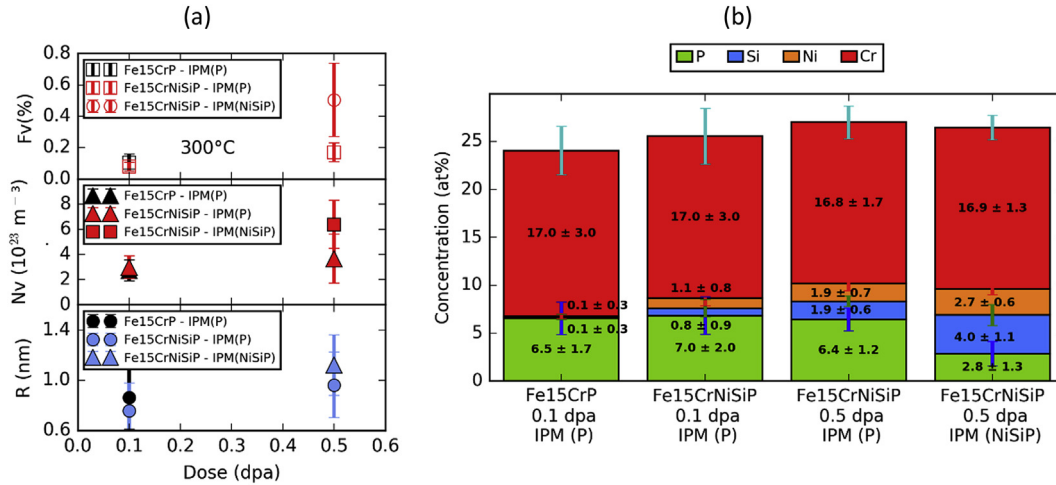 (a)
0.8
0.6
0.4
0.2
0.0
Fv(%)
Fe15CrP - IPM(P)
Fe15CrNiSiP - IPM(P)
Fe15CrNiSiP - IPM(NiSiP)
300°C
8
6
4
2
0
Nv (10²³ m⁻³)
Fe15CrP - IPM(P)
Fe15CrNiSiP - IPM(P)
Fe15CrNiSiP - IPM(NiSiP)
1.4
1.0
0.6
R (nm)
Fe15CrP - IPM(P)
Fe15CrNiSiP - IPM(P)
Fe15CrNiSiP - IPM(NiSiP)
0.0 0.1 0.2 0.3 0.4 0.5 0.6
Dose (dpa)
(b)
P Si Ni Cr
25
20
15
10
5
0
Concentration (at%)
17.0 ± 3.0
0.1 ± 0.3
0.1 ± 0.3
6.5 ± 1.7
17.0 ± 3.0
1.1 ± 0.8
0.8 ± 0.9
7.0 ± 2.0
16.8 ± 1.7
1.9 ± 0.7
1.9 ± 0.6
6.4 ± 1.2
16.9 ± 1.3
2.7 ± 0.6
4.0 ± 1.1
2.8 ± 1.3
Fe15CrP
0.1 dpa
IPM (P)
Fe15CrNiSiP
0.1 dpa
IPM (P)
Fe15CrNiSiP
0.5 dpa
IPM (P)
Fe15CrNiSiP
0.5 dpa
IPM (NiSiP)